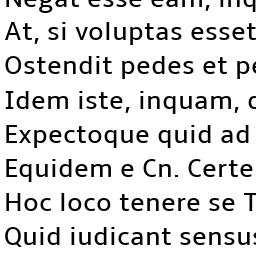 Negat esse eam, inq
At, si voluptas esset
Ostendit pedes et pe
Idem iste, inquam,
Expectoque quid ad
Equidem e Cn. Certe
Hoc loco tenere se T
Quid iudicant sensus